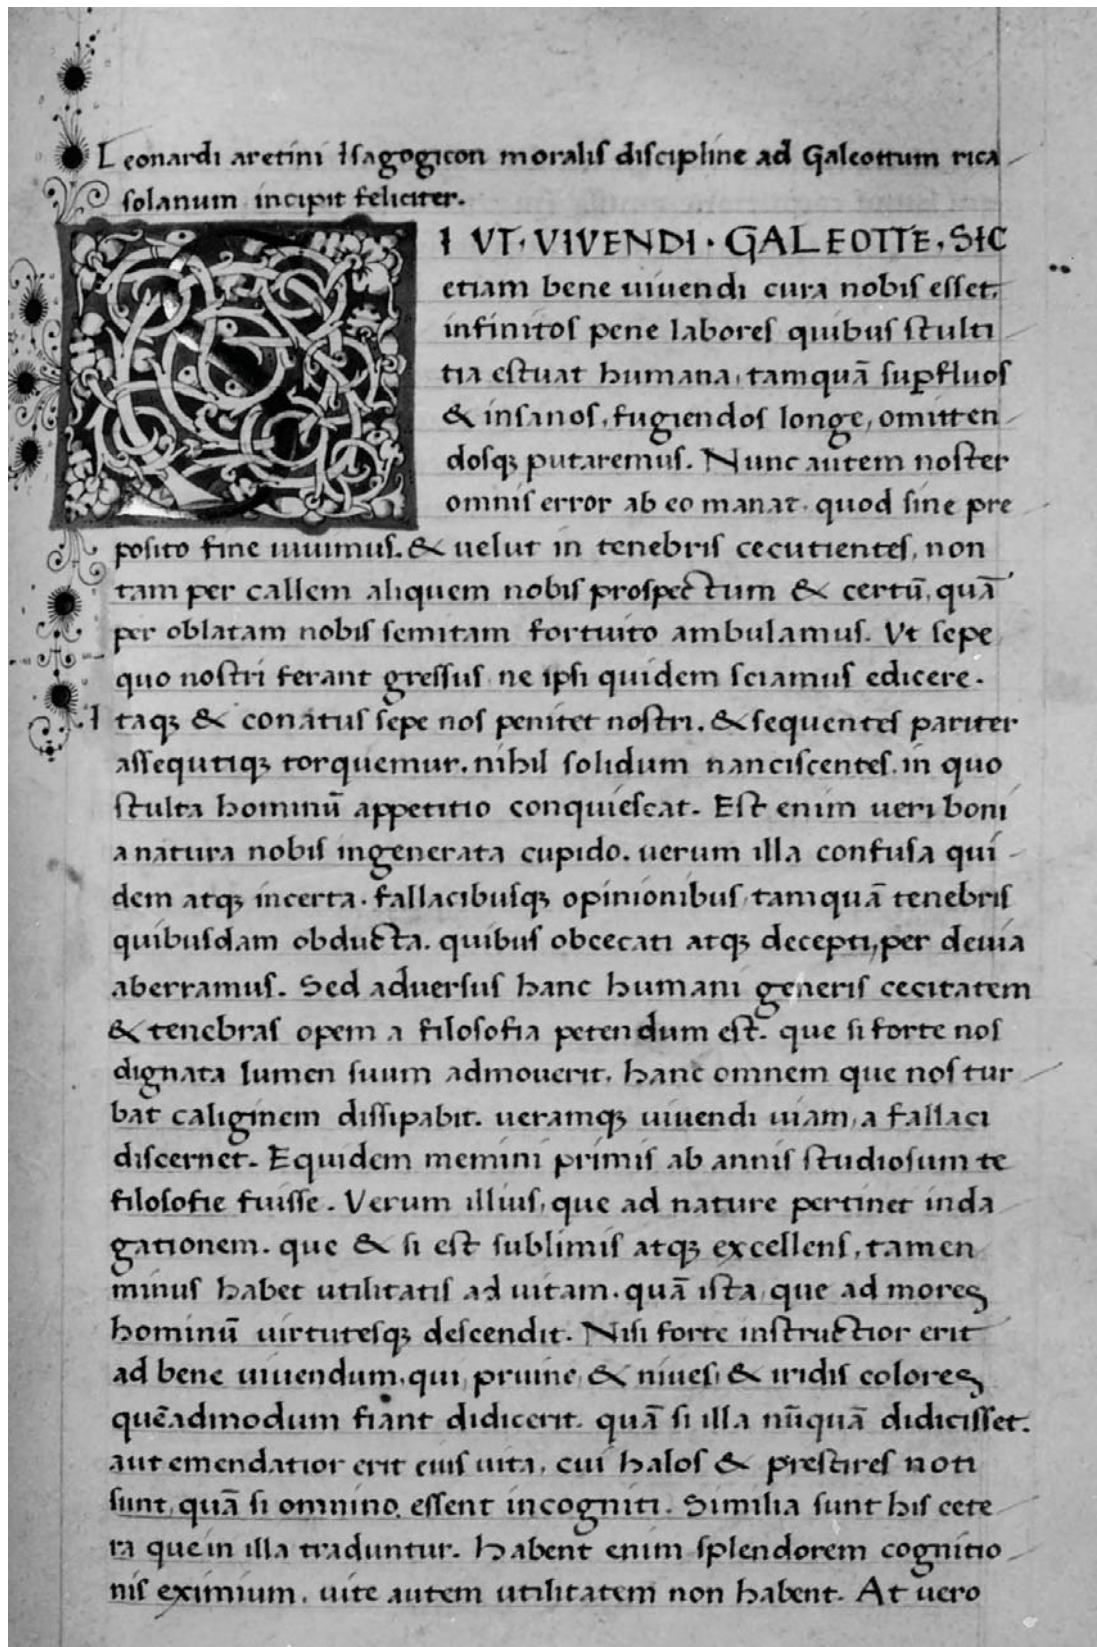 Leonardi aretini Isagogicon moralis discipline ad Galeottum rica
solanum incipit feliciter.
SI VT · VIVENDI · GALEOTTE, SIC
etiam bene uiuendi cura nobis esset,
infinitos pene labores quibus stulti
tia estuat humana, tamquā suꝑfluos
& insanos, fugiendos longe, omitten
dosqꝫ putaremus. Nunc autem noster
omnis error ab eo manat. quod sine pre
posito fine uiuimus. & uelut in tenebris cecutientes, non
tam per callem aliquem nobis prospectum & certū, quā
per oblatam nobis semitam fortuito ambulamus. Vt sepe
quo nostri ferant gressus ne ipsi quidem sciamus edicere.
Itaqꝫ & conatus sepe nos penitet nostri. & sequentes pariter
assequtiqꝫ torquemur. nihil solidum nanciscentes, in quo
stulta hominū appetitio conquiescat. Est enim ueri boni
a natura nobis ingenerata cupido. uerum illa confusa qui
dem atqꝫ incerta. fallacibusqꝫ opinionibus, tamquā tenebris
quibusdam obducta. quibus obcecati atqꝫ decepti, per deuia
aberramus. Sed adversus hanc humani generis cecitatem
& tenebras opem a filosofia petendum est. que si forte nos
dignata lumen suum admouerit. hanc omnem que nos tur
bat caliginem dissipabit. ueramqꝫ uiuendi uiam, a fallaci
discernet. Equidem memini primis ab annis studiosum te
filosofie fuisse. Verum illius, que ad nature pertinet inda
gationem. que & si est sublimis atqꝫ excellens, tamen
minus habet utilitatis ad uitam. quā ista, que ad mores
hominū virtutesqꝫ descendit. Nisi forte instructior erit
ad bene uiuendum, qui, pruine, & niues, & iridis colores
quēadmodum fiant didicerit. quā si illa nūquā didicisset.
aut emendatior erit eius uita, cui halos & presteres noti
sunt, quā si omnino essent incogniti. Similia sunt his cete
ra que in illa traduntur. Habent enim splendorem cognitio
nis eximium, uite autem utilitatem non habent. At uero